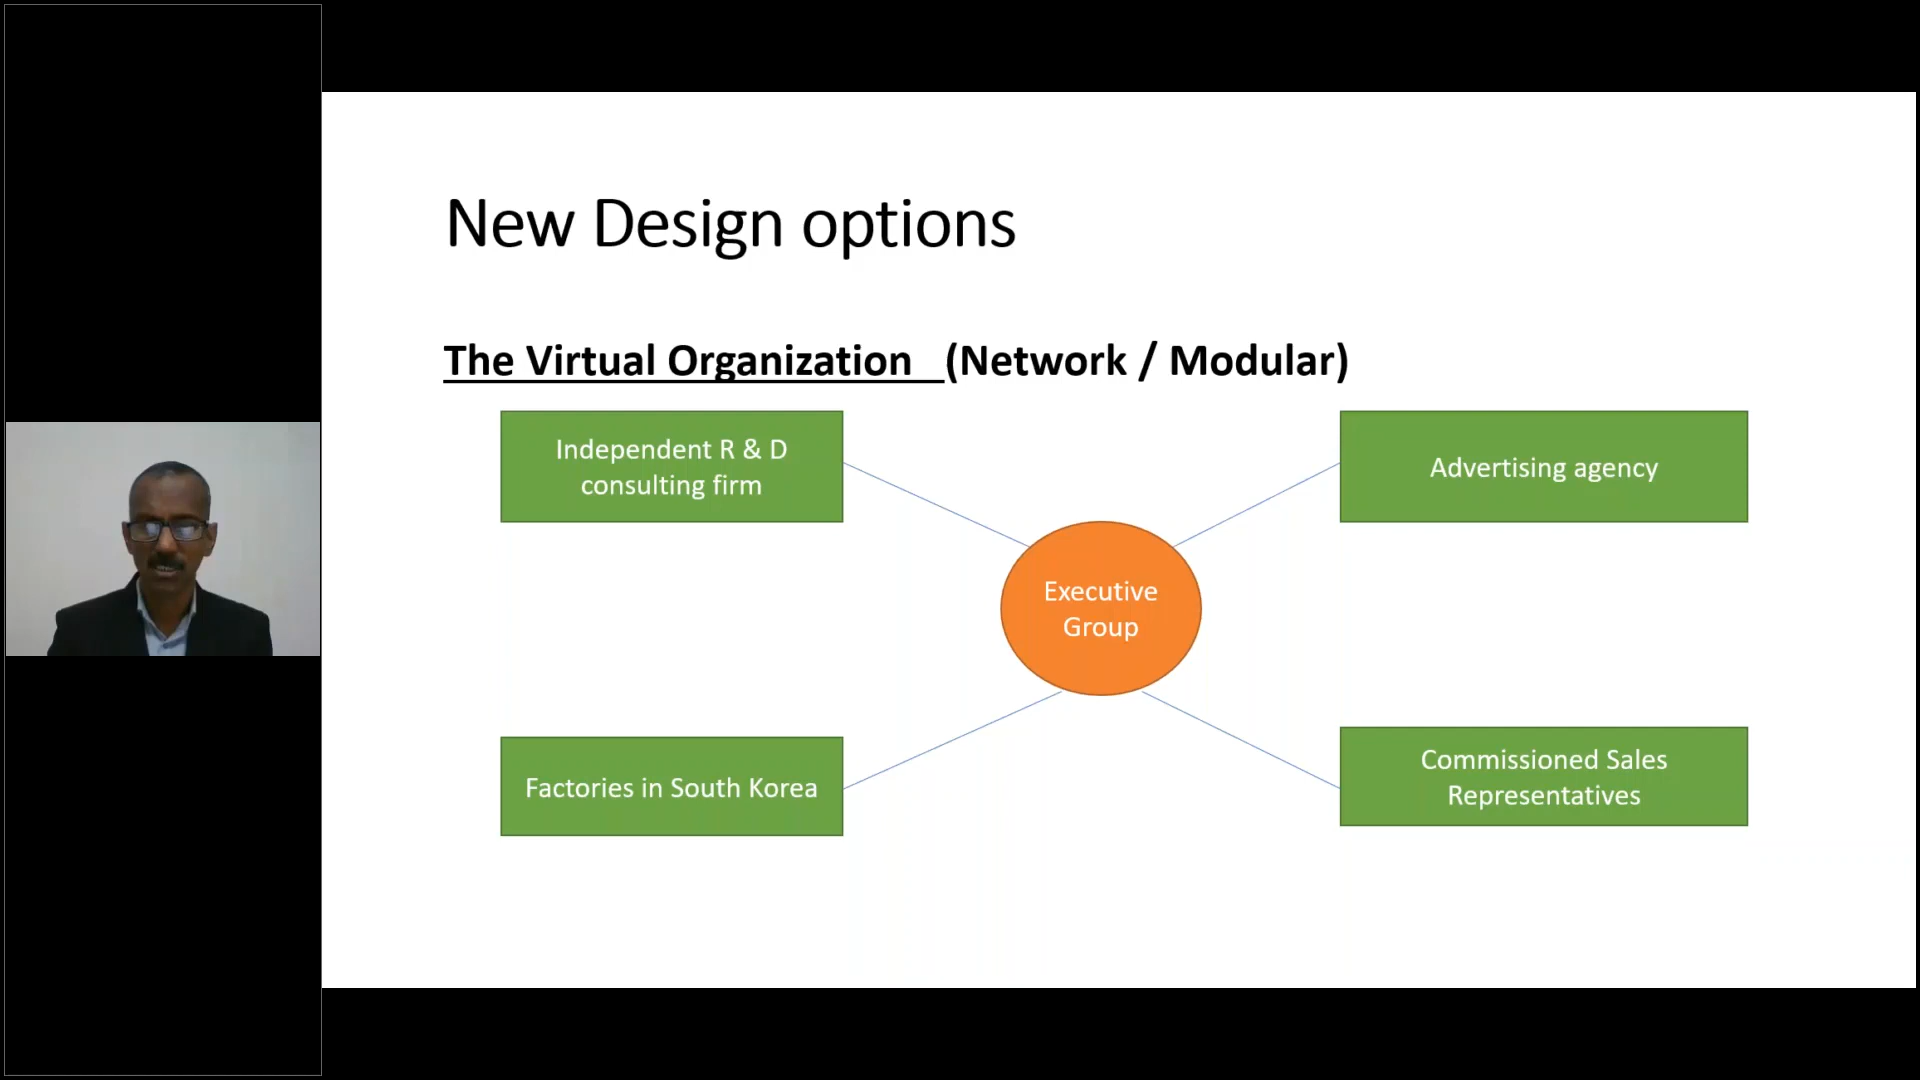 New Design options
The Virtual Organization (Network / Modular)
Independent R & D
consulting firm
Advertising agency
Executive
Group
Factories in South Korea
Commissioned Sales
Representatives